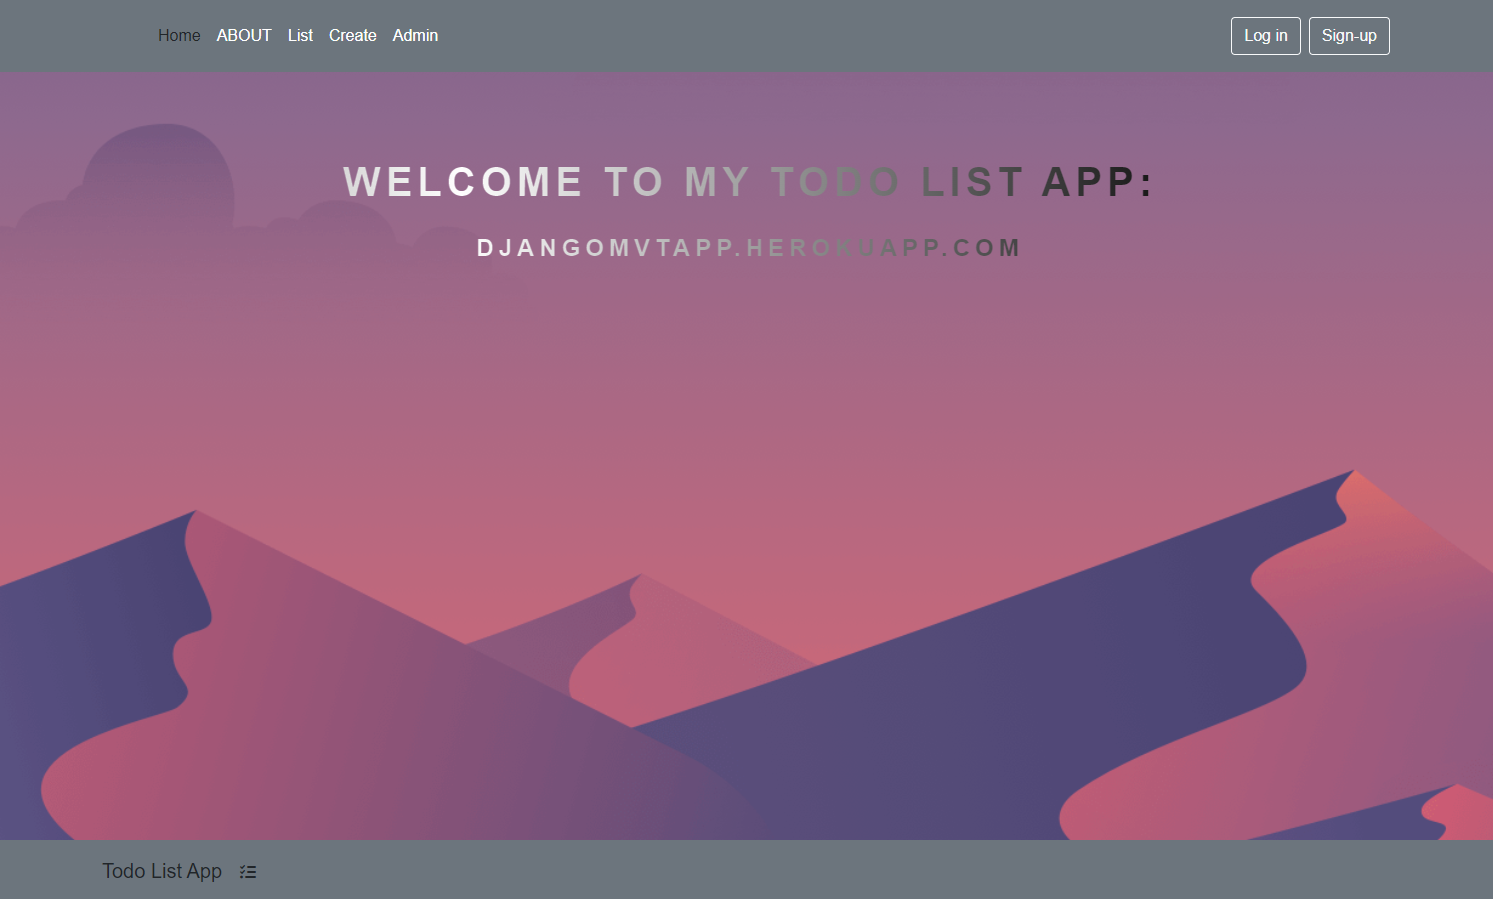 Home ABOUT List Create Admin Log in Sign-up
WELCOME TO MY TODO LIST APP:
DJANGOMVTAPP.HEROKUAPP.COM
Todo List App